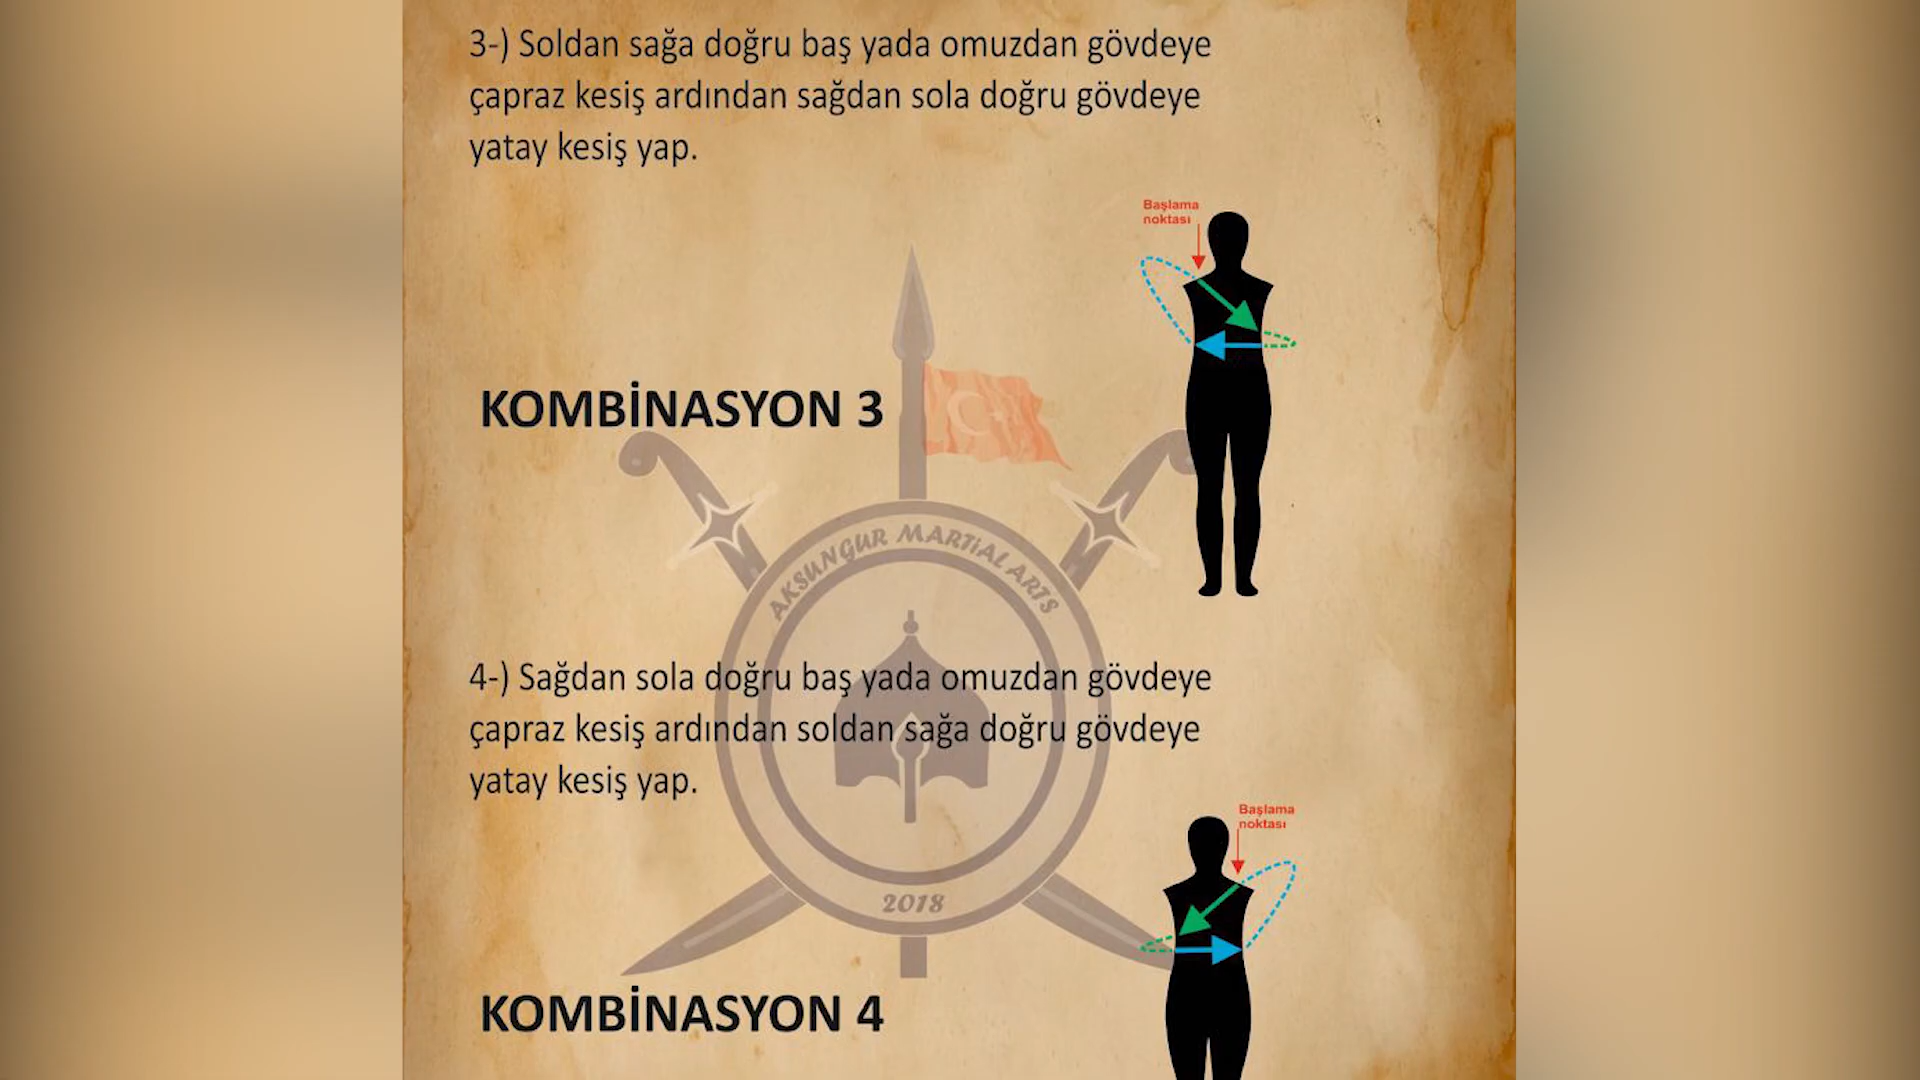 3-) Soldan sağa doğru baş yada omuzdan gövdeye
çapraz kesiş ardından sağdan sola doğru gövdeye
yatay kesiş yap.
Başlama
noktası
KOMBİNASYON 3
AKSUNGUR MARTiAL ARTS
4-) Sağdan sola doğru baş yada omuzdan gövdeye
çapraz kesiş ardından soldan sağa doğru gövdeye
yatay kesiş yap.
Başlama
noktası
2018
KOMBİNASYON 4